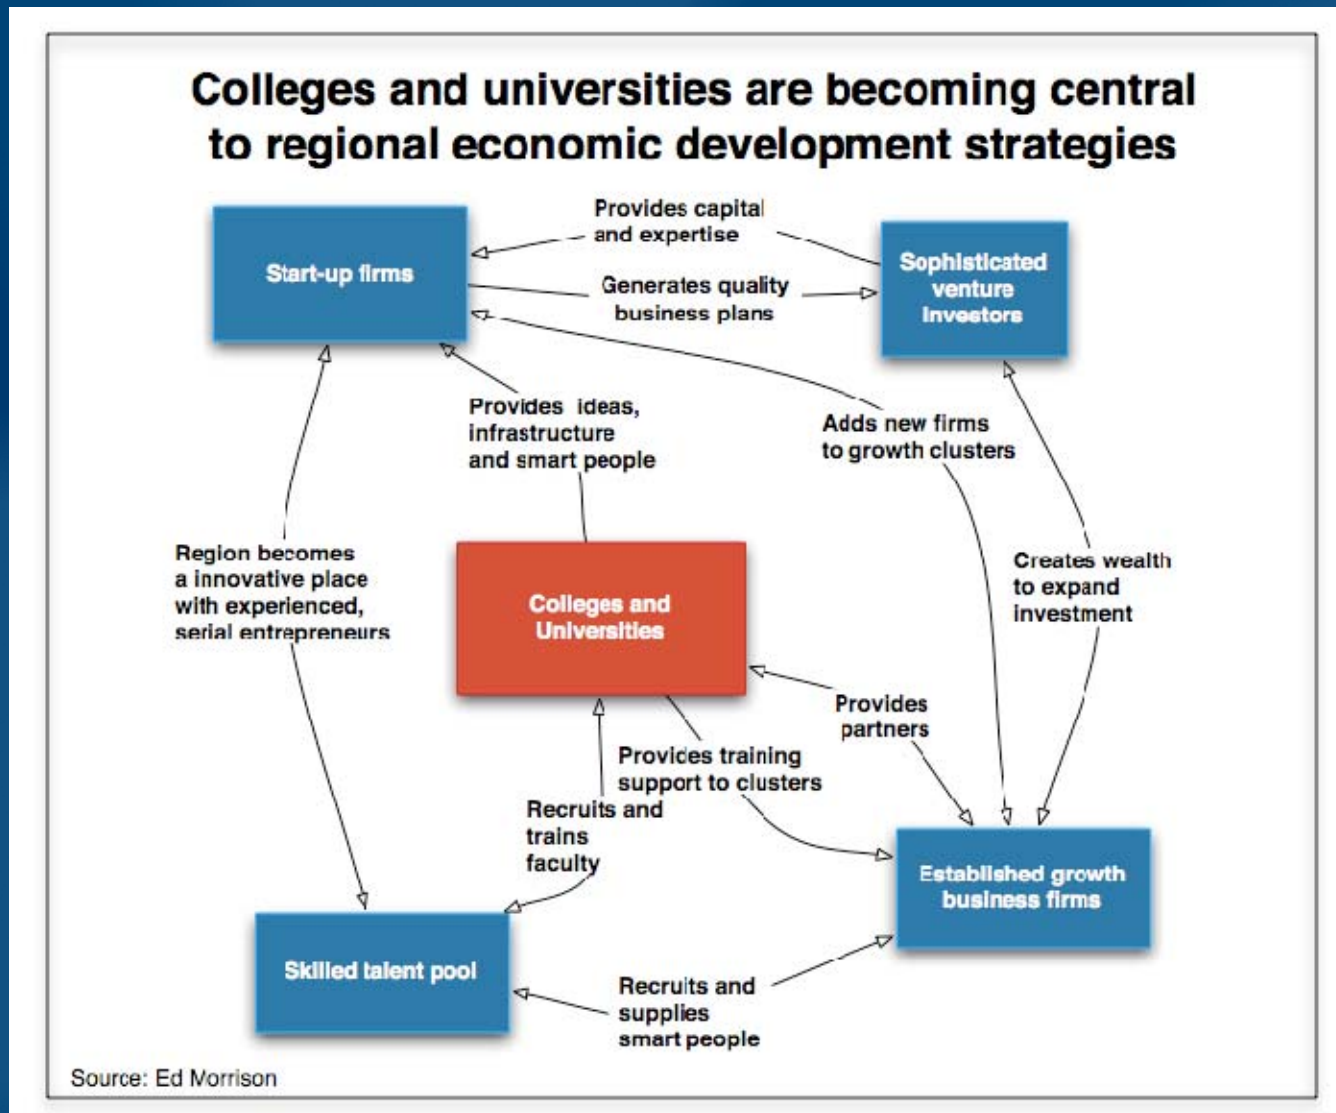 Colleges and universities are becoming central
to regional economic development strategies
Start-up firms
Provides capital
and expertise
Generates quality
business plans
Sophisticated
venture
investors
Provides ideas,
infrastructure
and smart people
Adds new firms
to growth clusters
Region becomes
a innovative place
with experienced,
serial entrepreneurs
Colleges and
Universities
Creates wealth
to expand
investment
Provides
partners
Provides training
support to clusters
Recruits and
trains
faculty
Established growth
business firms
Skilled talent pool
Recruits and
supplies
smart people
Source: Ed Morrison